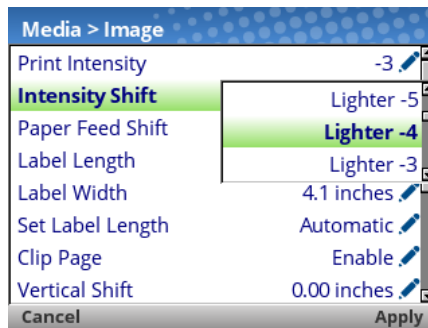 Media > Image
Print Intensity -3
Intensity Shift
Lighter -5
Lighter -4
Paper Feed Shift
Label Length Lighter -3
Label Width 4.1 inches
Set Label Length Automatic
Clip Page Enable
Vertical Shift 0.00 inches
Cancel Apply